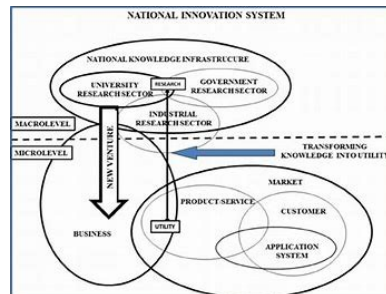 NATIONAL INNOVATION SYSTEM
NATIONAL KNOWLEDGE INFRASTRUCURE
RESEARCH
UNIVERSITY
RESEARCH SECTOR
GOVERNMENT
RESEARCH SECTOR
INDUSTRIAL
RESEARCH SECTOR
MACROLEVEL
MICROLEVEL
NEW VENTURE
TRANSFORMING
KNOWLEDGE INTO UTILITY
MARKET
PRODUCT/SERVICE
CUSTOMER
UTILITY
BUSINESS
APPLICATION
SYSTEM